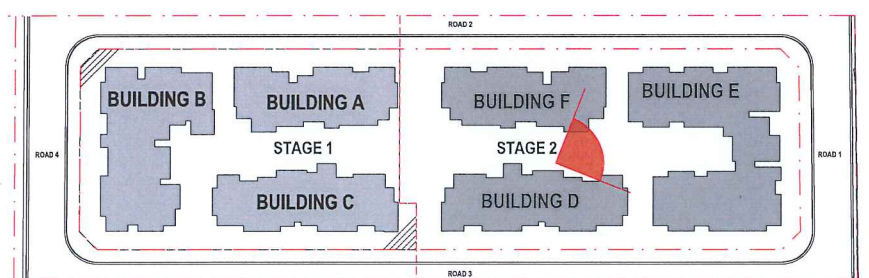 ROAD 2
BUILDING B
BUILDING A
BUILDING F
BUILDING E
STAGE 1
STAGE 2
ROAD 4
ROAD 1
BUILDING C
BUILDING D
ROAD 3